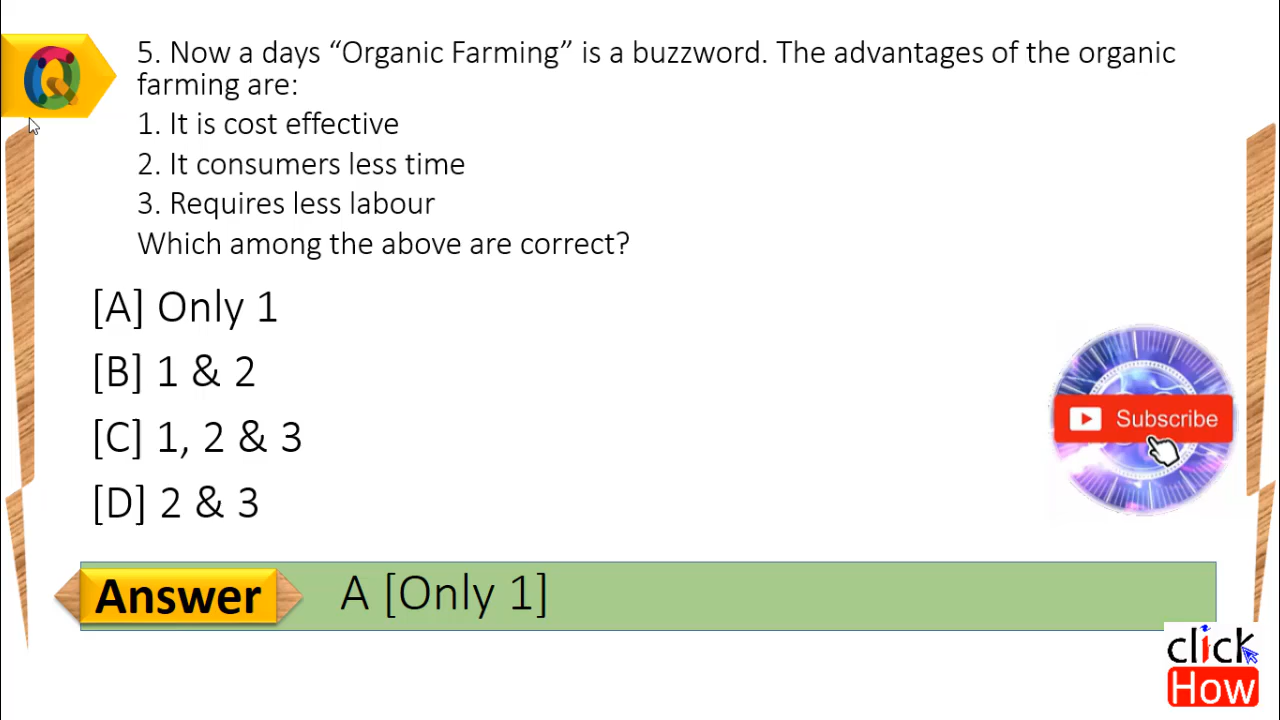 Q
5. Now a days “Organic Farming” is a buzzword. The advantages of the organic
farming are:
1. It is cost effective
2. It consumers less time
3. Requires less labour
Which among the above are correct?
[A] Only 1
[B] 1 & 2
[C] 1, 2 & 3
[D] 2 & 3
Subscribe
Answer A [Only 1]
click
How